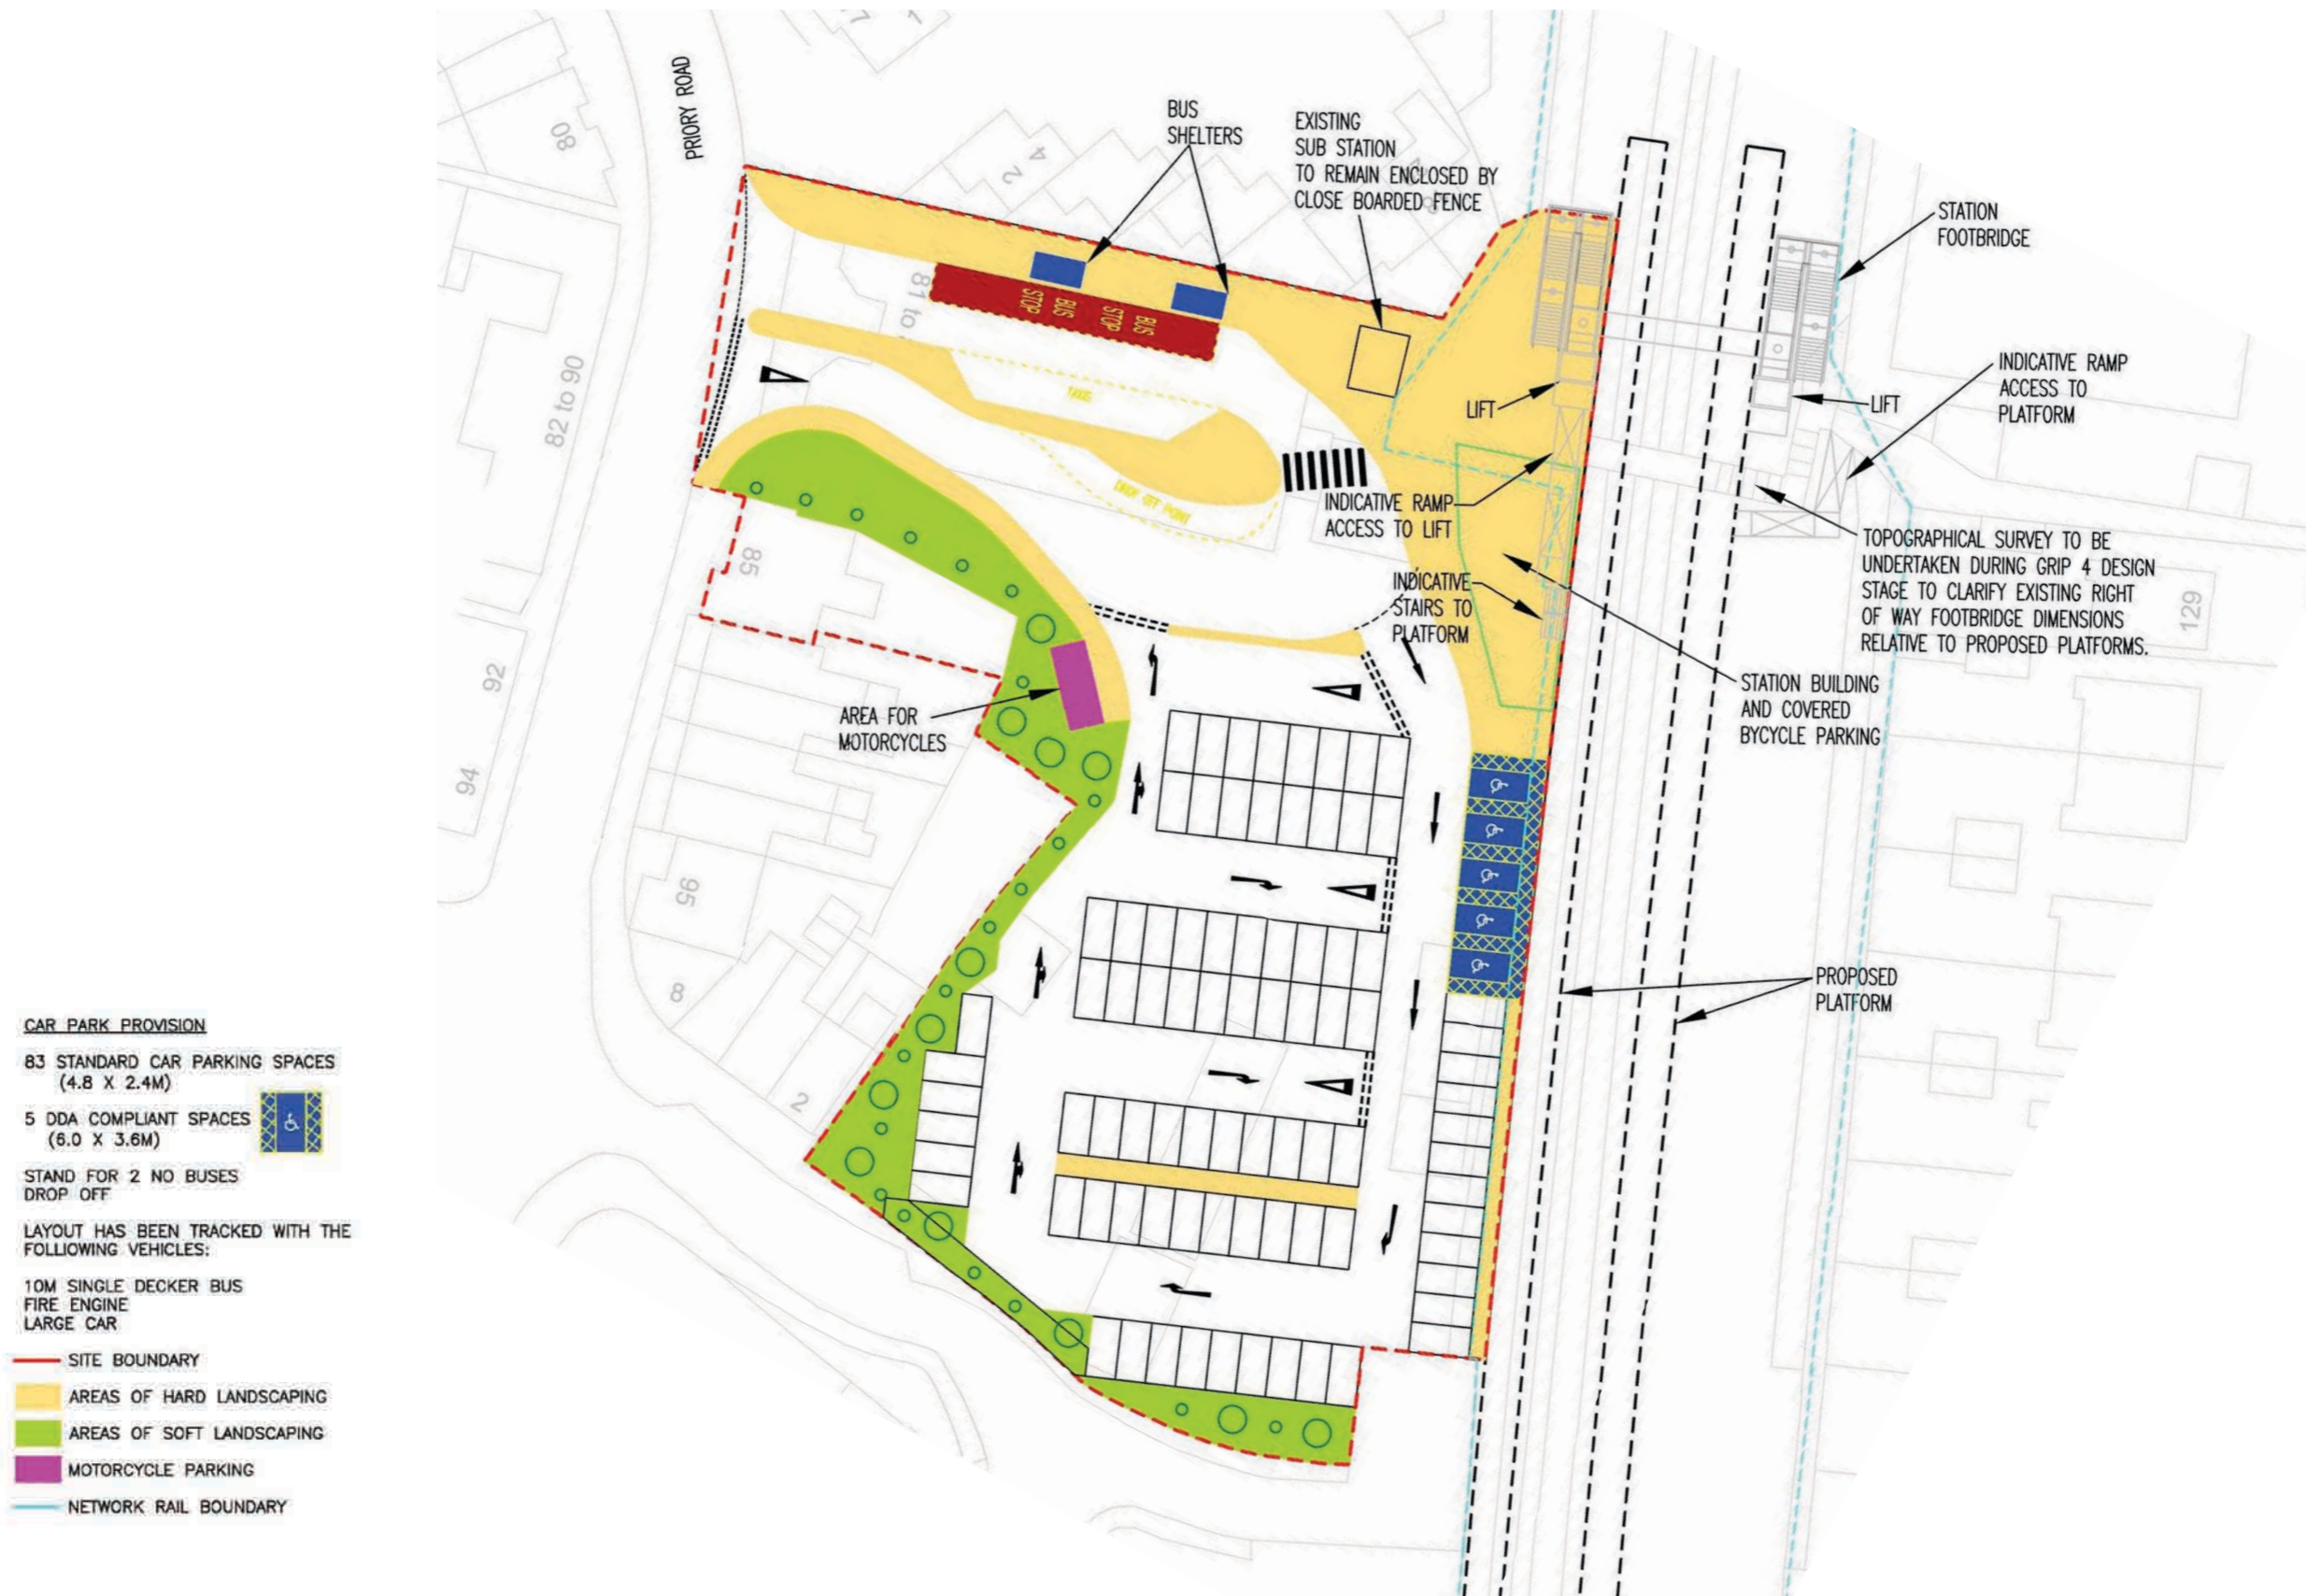 PRIORY ROAD
80
7
1
2
4
8
BUS
SHELTERS
EXISTING
SUB STATION
TO REMAIN ENCLOSED BY
CLOSE BOARDED FENCE
STATION
FOOTBRIDGE
81 to
BUS
STOP
BUS
STOP
82 to 90
TAXIS
LIFT
LIFT
INDICATIVE RAMP
ACCESS TO
PLATFORM
DROP OFF POINT
INDICATIVE RAMP
ACCESS TO LIFT
85
TOPOGRAPHICAL SURVEY TO BE
UNDERTAKEN DURING GRIP 4 DESIGN
STAGE TO CLARIFY EXISTING RIGHT
OF WAY FOOTBRIDGE DIMENSIONS
RELATIVE TO PROPOSED PLATFORMS.
129
INDICATIVE
STAIRS TO
PLATFORM
92
STATION BUILDING
AND COVERED
BYCYCLE PARKING
AREA FOR
MOTORCYCLES
94
95
8
2
PROPOSED
PLATFORM
CAR PARK PROVISION
83 STANDARD CAR PARKING SPACES
(4.8 X 2.4M)
5 DDA COMPLIANT SPACES
(6.0 X 3.6M)
STAND FOR 2 NO BUSES
DROP OFF
LAYOUT HAS BEEN TRACKED WITH THE
FOLLIOWING VEHICLES:
10M SINGLE DECKER BUS
FIRE ENGINE
LARGE CAR
SITE BOUNDARY
AREAS OF HARD LANDSCAPING
AREAS OF SOFT LANDSCAPING
MOTORCYCLE PARKING
NETWORK RAIL BOUNDARY